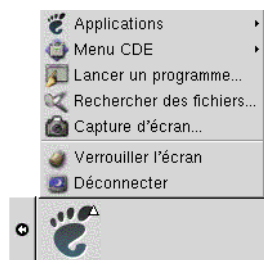 Applications
Menu CDE
Lancer un programme...
Rechercher des fichiers...
Capture d'écran...
Verrouiller l'écran
Déconnecter